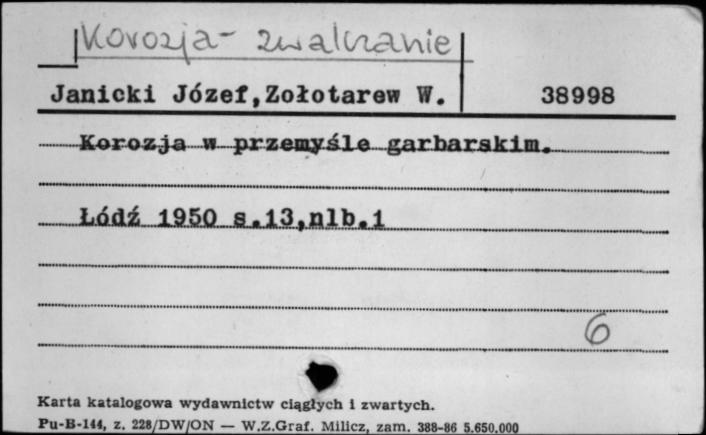 Korozja - zwalczanie
Janicki Józef,Zołotarew W. 38998
Korozja w przemyśle garbarskim.
Łódź 1950 s.13,nlb.1
6
Karta katalogowa wydawnictw ciągłych i zwartych.
Pu-B-144, z. 228/DW/ON — W.Z.Graf. Milicz, zam. 388-86 5.650.000